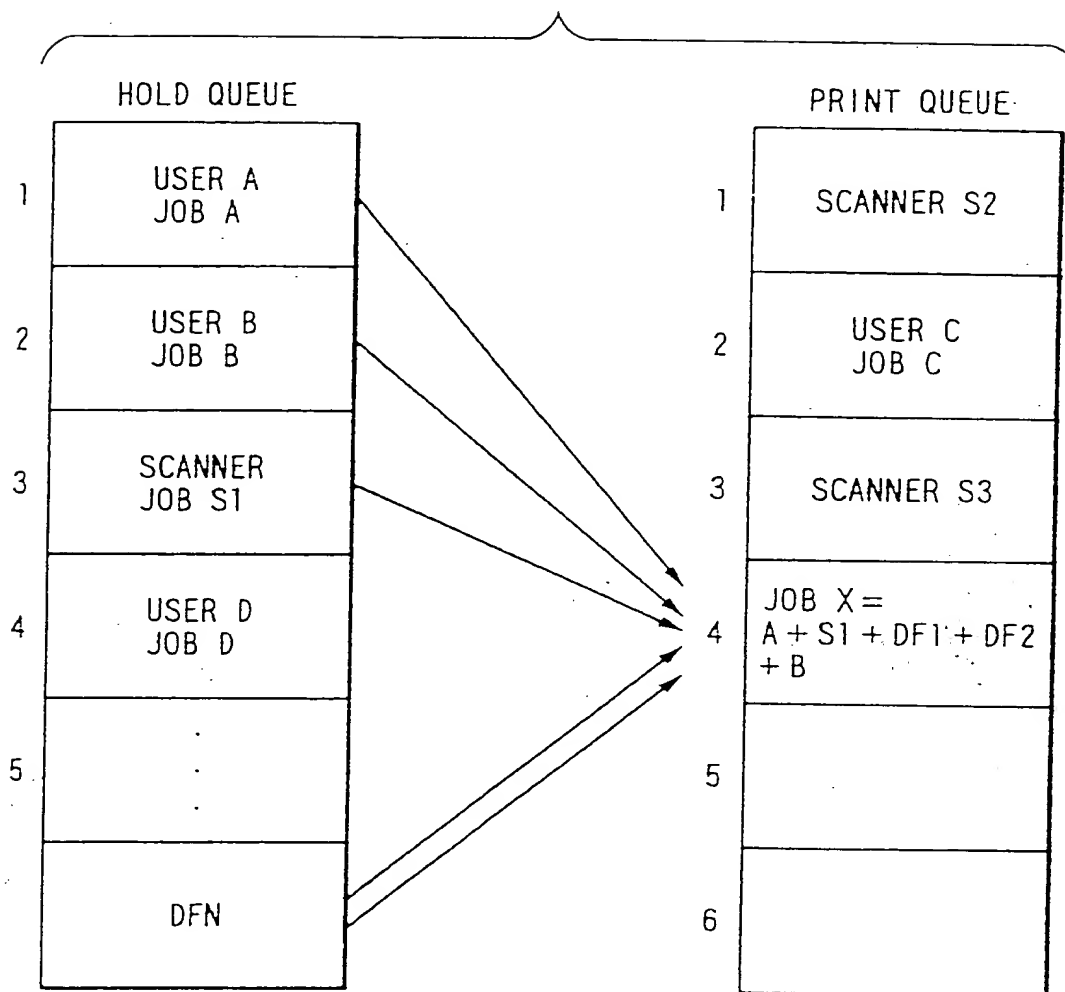 HOLD QUEUE
1
USER A
JOB A
2
USER B
JOB B
3
SCANNER
JOB S1
4
USER D
JOB D
5
.
.
.
DFN
PRINT QUEUE
1
SCANNER S2
2
USER C
JOB C
3
SCANNER S3
4
JOB X =
A + S1 + DF1 + DF2
+ B
5
6